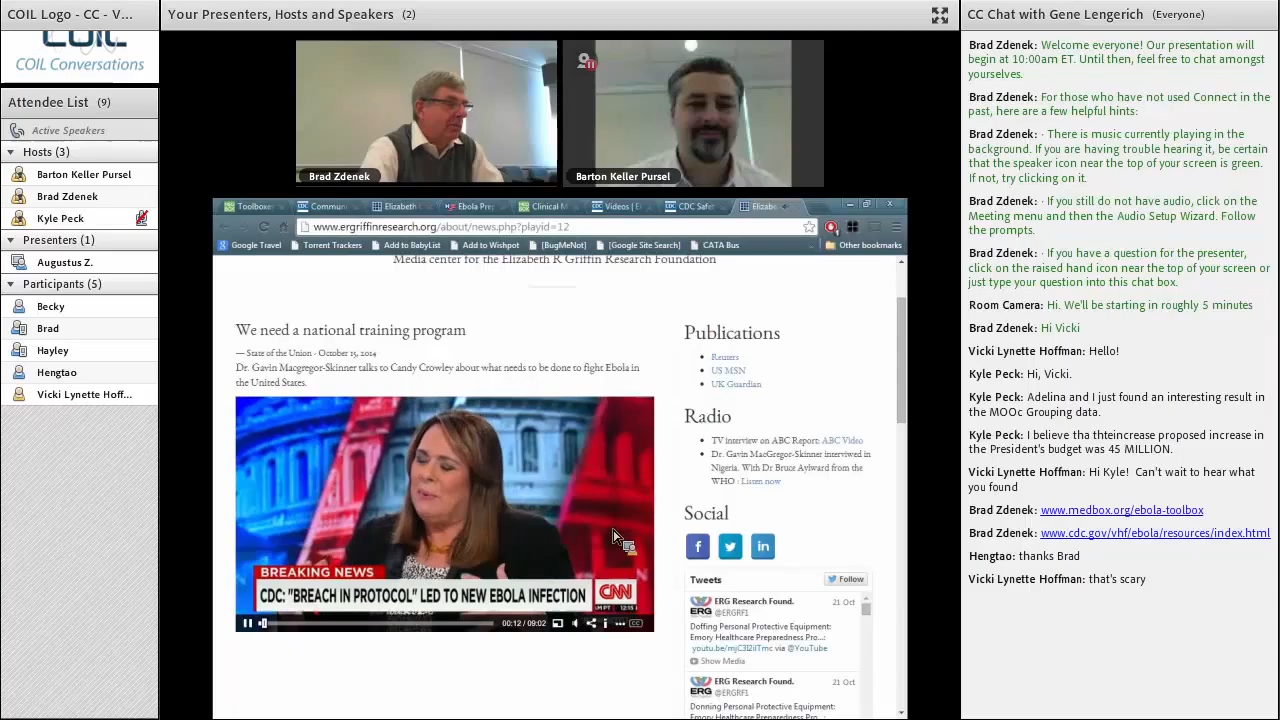 COIL Logo - CC - V...
COIL
COIL Conversations
Attendee List (9)
Active Speakers
Hosts (3)
Barton Keller Pursel
Brad Zdenek
Kyle Peck
Presenters (1)
Augustus Z.
Participants (5)
Becky
Brad
Hayley
Hengtao
Vicki Lynette Hoff...
Your Presenters, Hosts and Speakers (2)
Brad Zdenek
Barton Keller Pursel
Toolboxe
Commun
Elizabeth
Ebola Prep
Clinical M
Videos | E
CDC Safer
Elizabe
www.ergriffinresearch.org/about/news.php?playid=12
Google Travel
Torrent Trackers
Add to BabyList
Add to Wishpot
[BugMeNot]
[Google Site Search]
CATA Bus
Other bookmarks
Media center for the Elizabeth R Griffin Research Foundation
We need a national training program
— State of the Union - October 15, 2014
Dr. Gavin Macgregor-Skinner talks to Candy Crowley about what needs to be done to fight Ebola in
the United States.
BREAKING NEWS
CDC: "BREACH IN PROTOCOL" LED TO NEW EBOLA INFECTION
CNN
00:12 / 09:02
CC
Publications
Reuters
US MSN
UK Guardian
Radio
TV interview on ABC Report: ABC Video
Dr. Gavin MacGregor-Skinner interviwed in
Nigeria. With Dr Bruce Aylward from the
WHO : Listen now
Social
Tweets
Follow
ERG Research Found. 21 Oct
@ERGRF1
Doffing Personal Protective Equipment:
Emory Healthcare Preparedness Pro...:
youtu.be/mjC3I2iITmc via @YouTube
Show Media
ERG Research Found. 21 Oct
@ERGRF1
Donning Personal Protective Equipment:
Emory Healthcare Preparedness Pro
CC Chat with Gene Lengerich (Everyone)
Brad Zdenek: Welcome everyone! Our presentation will
begin at 10:00am ET. Until then, feel free to chat amongst
yourselves.
Brad Zdenek: For those who have not used Connect in the
past, here are a few helpful hints:
Brad Zdenek: · There is music currently playing in the
background. If you are having trouble hearing it, be certain
that the speaker icon near the top of your screen is green.
If not, try clicking on it.
Brad Zdenek: · If you still do not hear the music, click on
Meeting menu and then the Audio Setup Wizard. Follow
the prompts.
Brad Zdenek: · If you have a question for the presenter,
click on the raised hand icon near the top of your screen or
just type your question into this chat box.
Room Camera: Hi. We'll be starting in roughly 5 minutes
Brad Zdenek: Hi Vicki
Vicki Lynette Hoffman: Hello!
Kyle Peck: Hi, Vicki.
Kyle Peck: Adelina and I just found an interesting result in
the MOOc Grouping data.
Kyle Peck: I believe tha thteincrease proposed increase in
the President's budget was 45 MILLION.
Vicki Lynette Hoffman: Hi Kyle! Can't wait to hear what
you found
Brad Zdenek: www.medbox.org/ebola-toolbox
Brad Zdenek: www.cdc.gov/vhf/ebola/resources/index.html
Hengtao: thanks Brad
Vicki Lynette Hoffman: that's scary